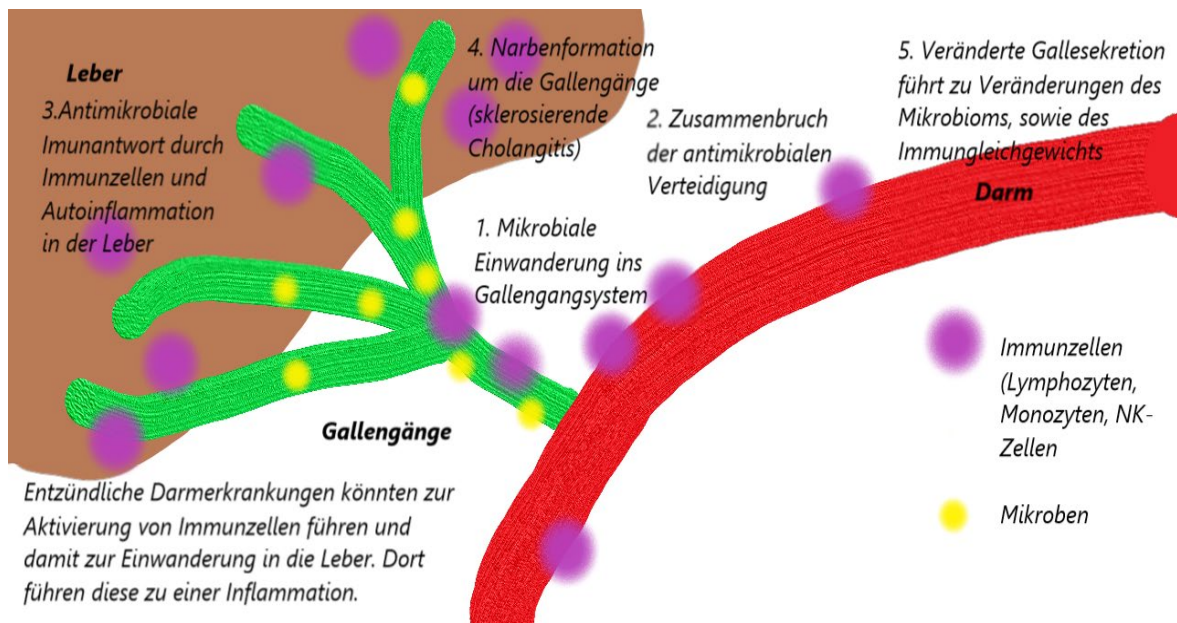 Leber
3.Antimikrobiale
Imunantwort durch
Immunzellen und
Autoinflammation
in der Leber
4. Narbenformation
um die Gallengänge
(sklerosierende
Cholangitis)
2. Zusammenbruch
der antimikrobialen
Verteidigung
5. Veränderte Gallesekretion
führt zu Veränderungen des
Mikrobioms, sowie des
Immungleichgewichts
Darm
1. Mikrobiale
Einwanderung ins
Gallengangsystem
Gallengänge
Immunzellen
(Lymphozyten,
Monozyten, NK-
Zellen
Mikroben
Entzündliche Darmerkrankungen könnten zur
Aktivierung von Immunzellen führen und
damit zur Einwanderung in die Leber. Dort
führen diese zu einer Inflammation.